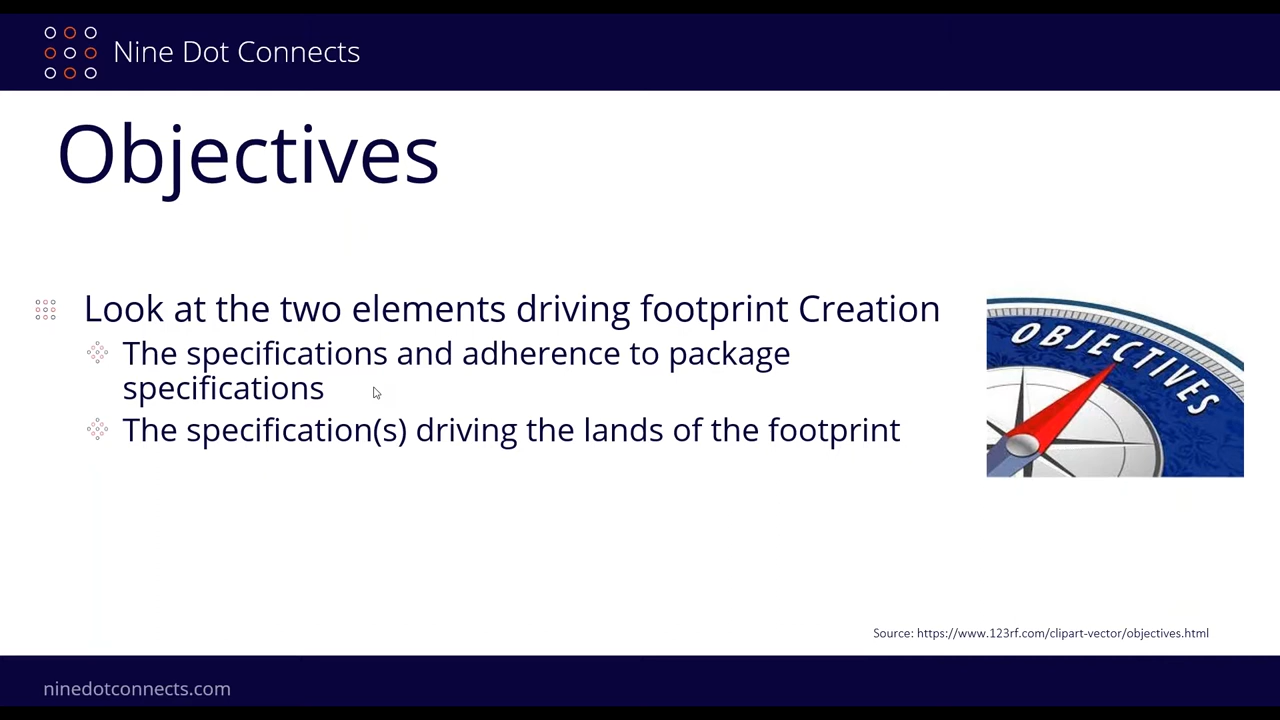 Nine Dot Connects
Objectives
Look at the two elements driving footprint Creation
The specifications and adherence to package
specifications
The specification(s) driving the lands of the footprint
OBJECTIVES
Source: https://www.123rf.com/clipart-vector/objectives.html
ninedotconnects.com